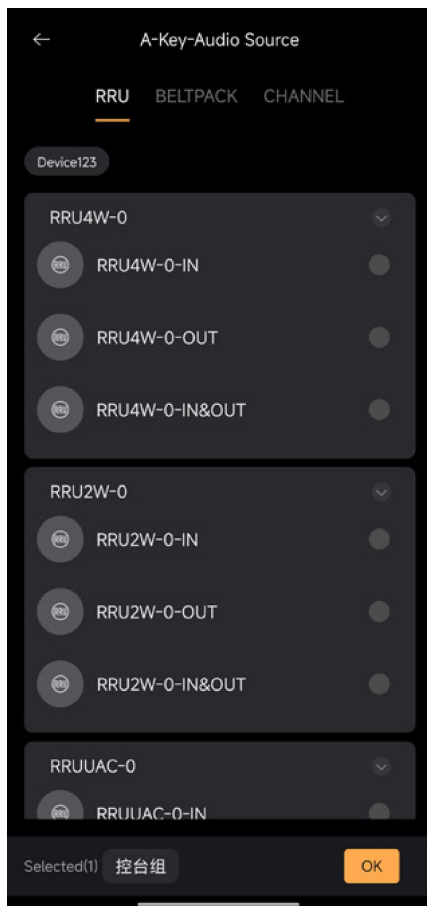 A-Key-Audio Source
RRU BELTPACK CHANNEL
Device123
RRU4W-0
RRU RRU4W-0-IN
RRU RRU4W-0-OUT
RRU RRU4W-0-IN&OUT
RRU2W-0
RRU RRU2W-0-IN
RRU RRU2W-0-OUT
RRU RRU2W-0-IN&OUT
RRUUAC-0
RRU RRUUAC-0-IN
Selected(1) 控台组 OK